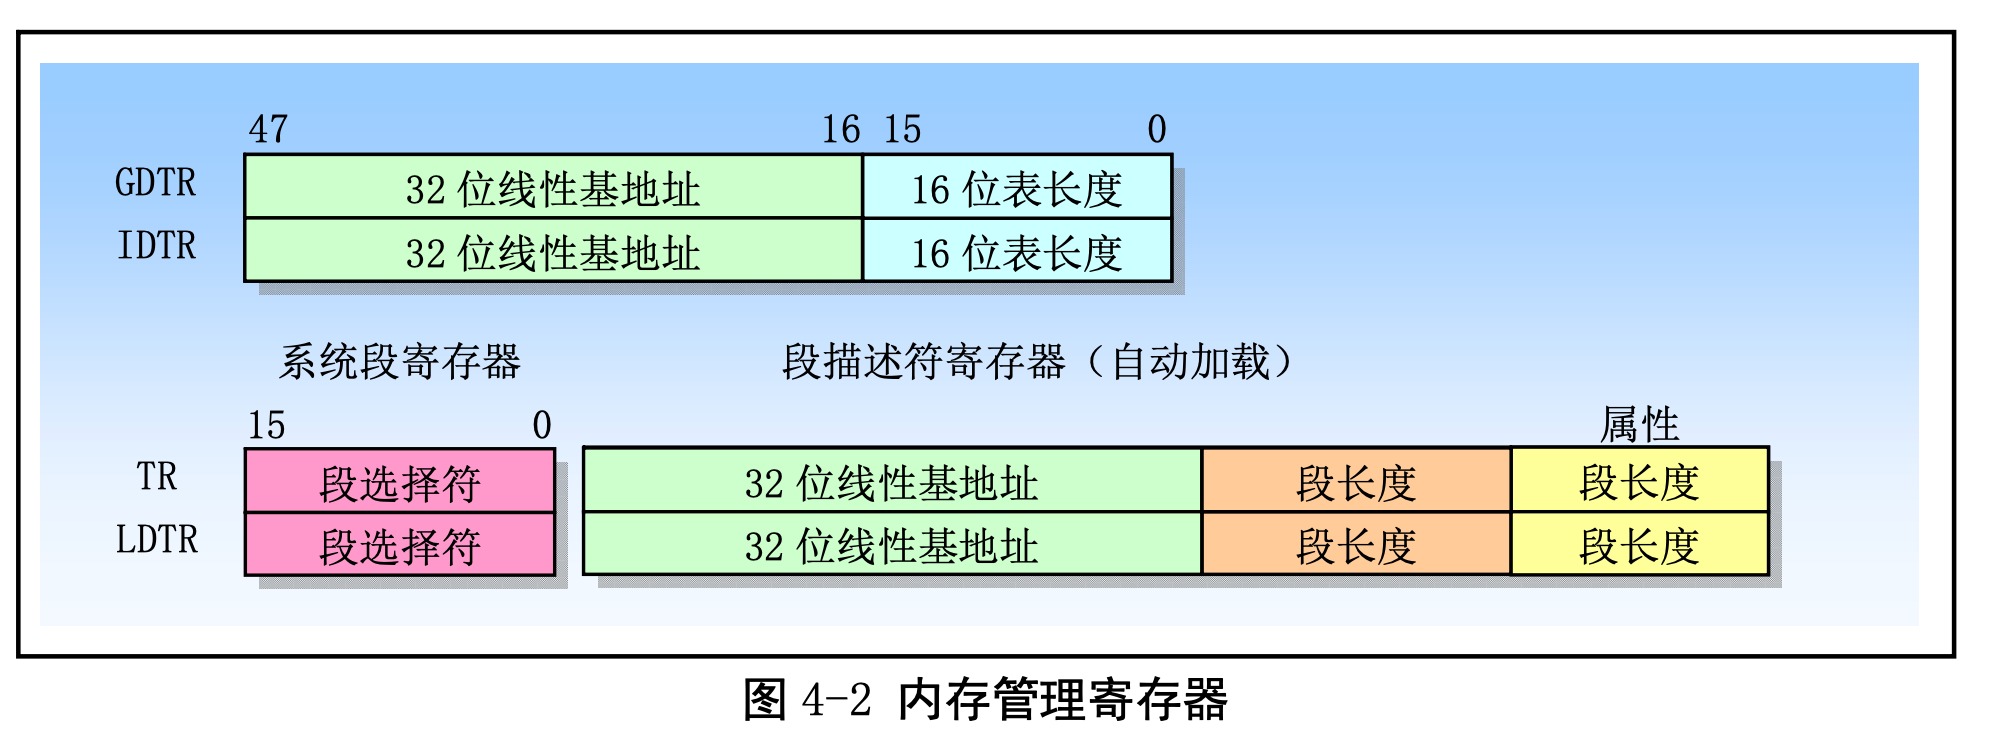 47 16 15 0
GDTR 32 位线性基地址 16 位表长度
IDTR 32 位线性基地址 16 位表长度
系统段寄存器 段描述符寄存器（自动加载）
15 0 属性
TR 段选择符 32 位线性基地址 段长度 段长度
LDTR 段选择符 32 位线性基地址 段长度 段长度
图 4-2 内存管理寄存器